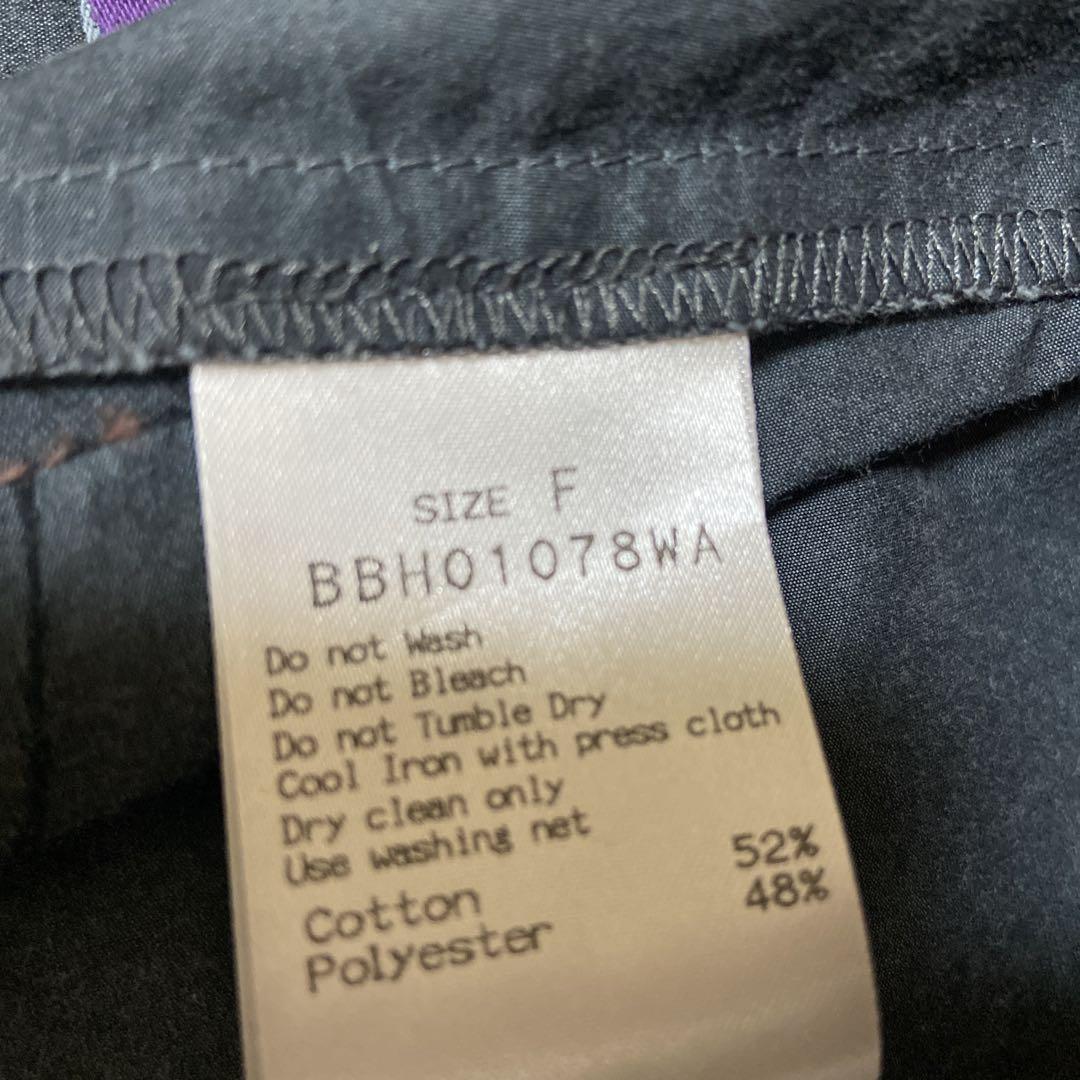 SIZE F
BBH01078WA
Do not Wash
Do not Bleach
Do not Tumble Dry
Cool Iron with press cloth
Dry clean only
Use washing net
Cotton 52%
Polyester 48%